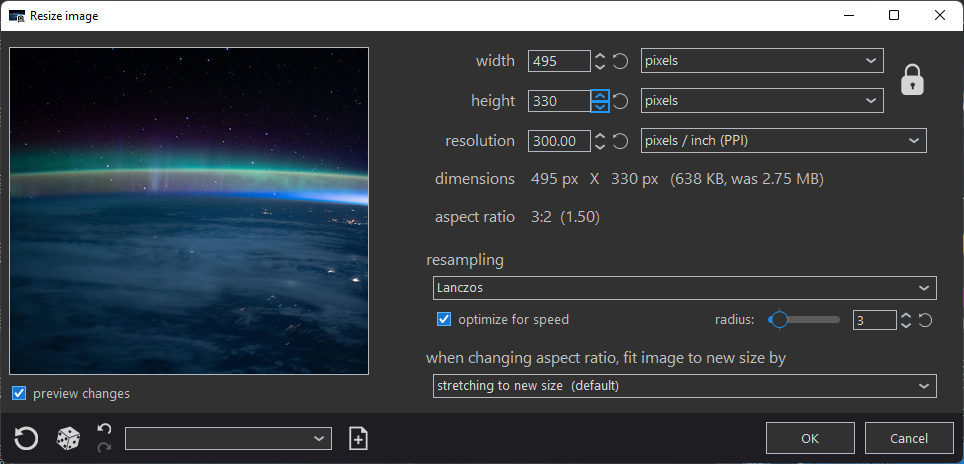 Resize image
width 495 pixels
height 330 pixels
resolution 300.00 pixels / inch (PPI)
dimensions 495 px X 330 px (638 KB, was 2.75 MB)
aspect ratio 3:2 (1.50)
resampling
Lanczos
optimize for speed radius: 3
when changing aspect ratio, fit image to new size by
stretching to new size (default)
preview changes
OK Cancel